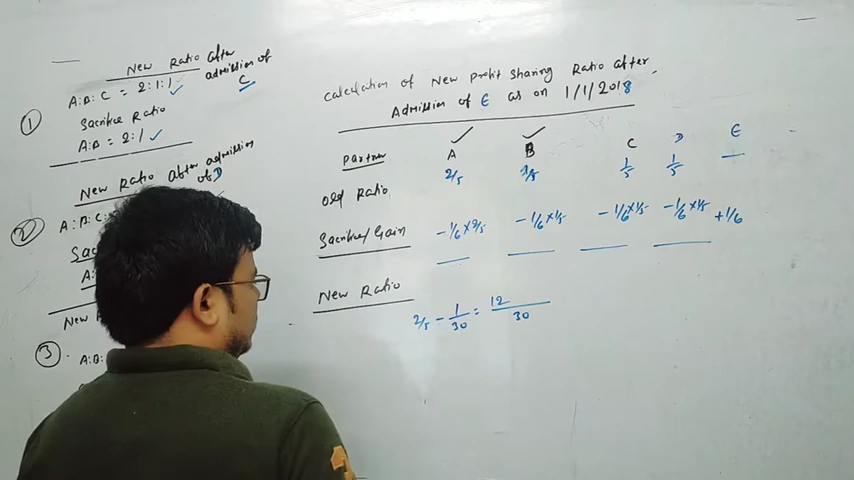 New Ratio after
admission of
C
① A:B:C = 2:1:1
Sacrifice Ratio
A:B = 2:1
New Ratio after admission
of D
② A:B:C:
New
③ A:B:
Calculation of New Profit Sharing Ratio after
Admission of E as on 1/1/2018
Partner A B C D E
Old Ratio 2/5 1/5 1/5 1/5 —
Sacrifice/Gain -1/6×2/5 -1/6×1/5 -1/6×1/5 -1/6×1/5 +1/6
New Ratio
2/5 - 1/30 = 12/30